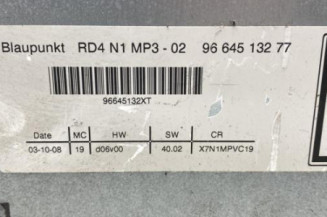 Blaupunkt RD4 N1 MP3 - 02 96 645 132 77
96645132XT
Date MC HW SW CR
03-10-08 19 d06v00 40.02 X7N1MPVC19